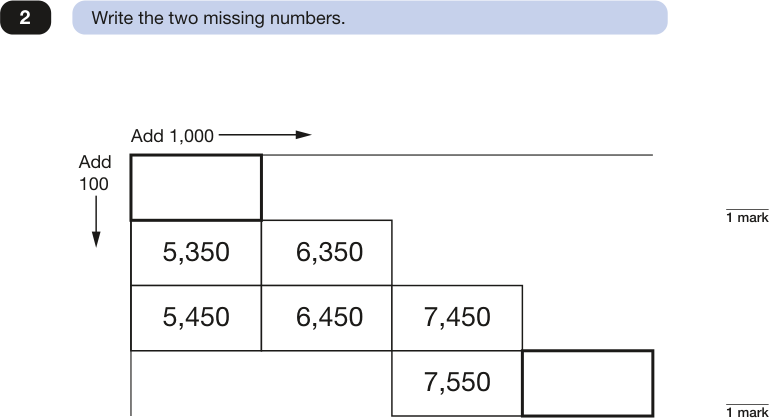 2 Write the two missing numbers.
Add 1,000
Add
100
1 mark
5,350 6,350
5,450 6,450 7,450
7,550
1 mark